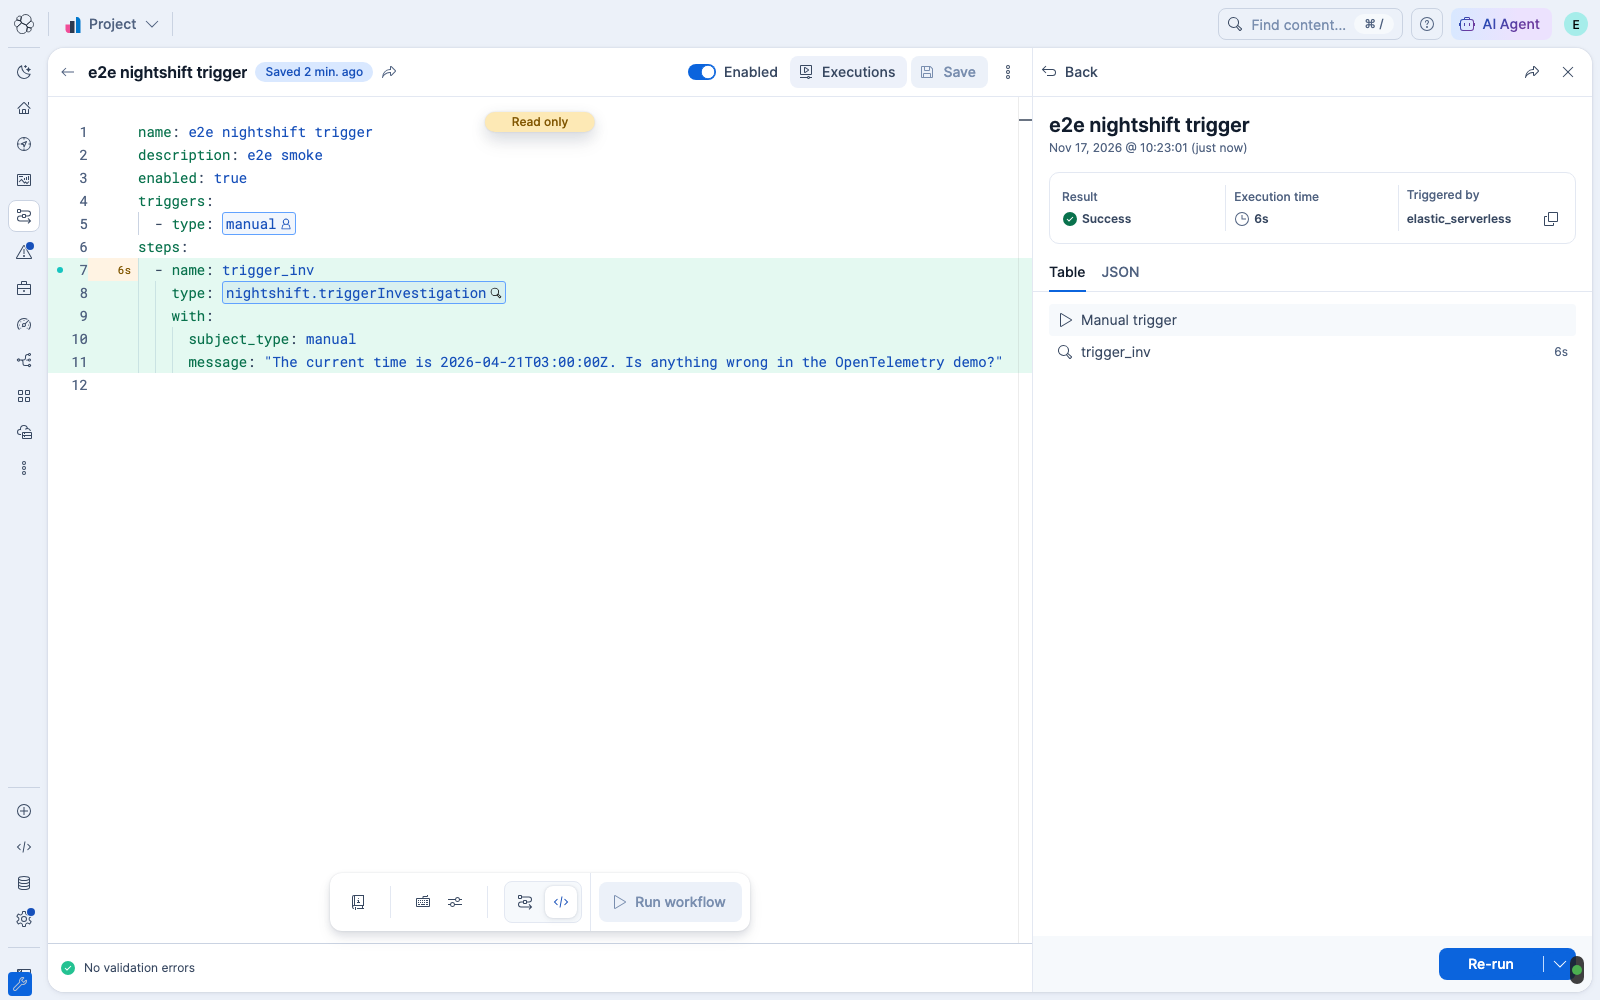 Project
Find content...
⌘ /
AI Agent
E
e2e nightshift trigger
Saved 2 min. ago
Enabled
Executions
Save
Back
Read only
1 name: e2e nightshift trigger
2 description: e2e smoke
3 enabled: true
4 triggers:
5 - type: manual
6 steps:
7 6s - name: trigger_inv
8 type: nightshift.triggerInvestigation
9 with:
10 subject_type: manual
11 message: "The current time is 2026-04-21T03:00:00Z. Is anything wrong in the OpenTelemetry demo?"
12
Run workflow
No validation errors
e2e nightshift trigger
Nov 17, 2026 @ 10:23:01 (just now)
Result
Success
Execution time
6s
Triggered by
elastic_serverless
Table
JSON
Manual trigger
trigger_inv
6s
Re-run